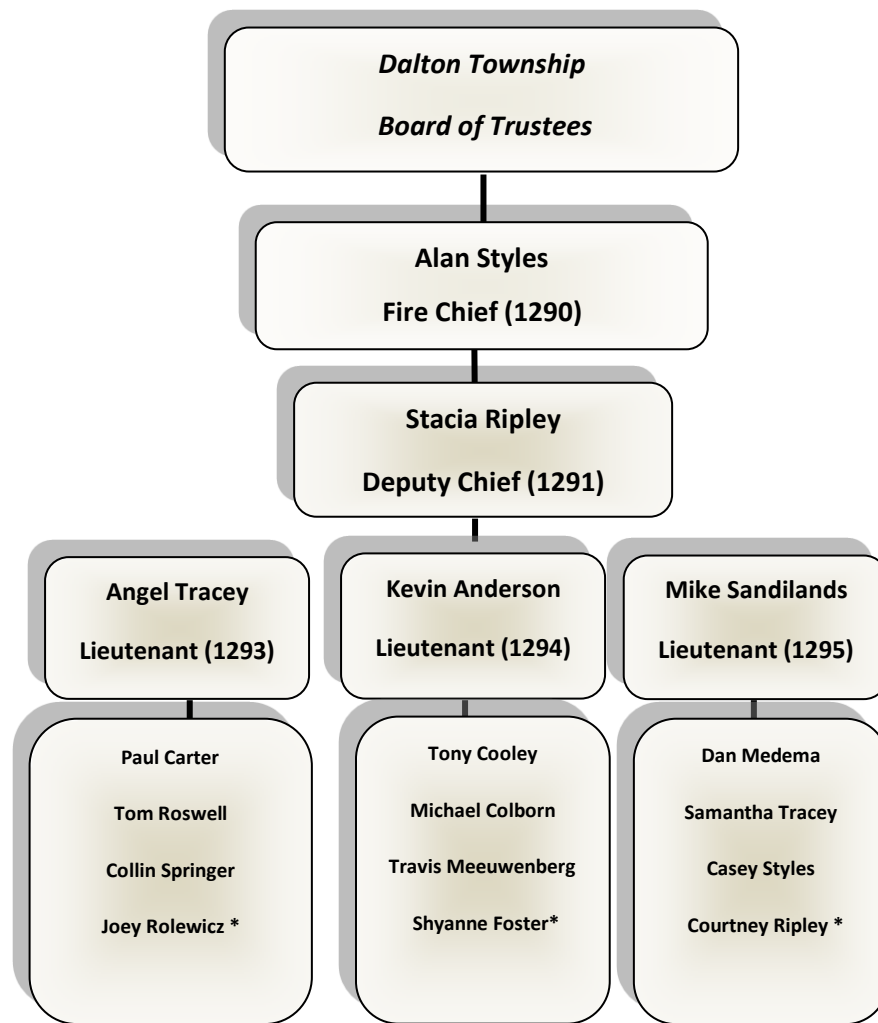 Dalton Township
Board of Trustees
Alan Styles
Fire Chief (1290)
Stacia Ripley
Deputy Chief (1291)
Angel Tracey
Lieutenant (1293)
Kevin Anderson
Lieutenant (1294)
Mike Sandilands
Lieutenant (1295)
Paul Carter
Tom Roswell
Collin Springer
Joey Rolewicz *
Tony Cooley
Michael Colborn
Travis Meeuwenberg
Shyanne Foster*
Dan Medema
Samantha Tracey
Casey Styles
Courtney Ripley *